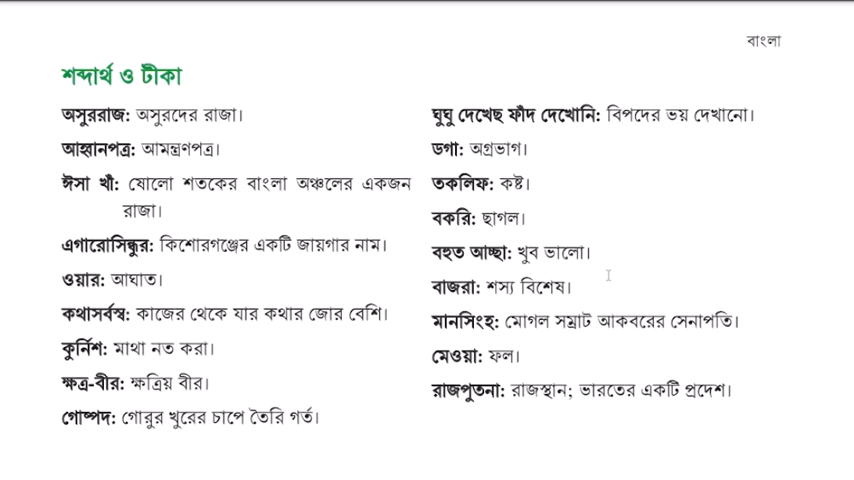 বাংলা
শব্দার্থ ও টীকা
অসুররাজ: অসুরদের রাজা।
আহ্বানপত্র: আমন্ত্রণপত্র।
ঈসা খাঁ: ষোলো শতকের বাংলা অঞ্চলের একজন
রাজা।
এগারোসিন্ধুর: কিশোরগঞ্জের একটি জায়গার নাম।
ওয়ার: আঘাত।
কথাসর্বস্ব: কাজের থেকে যার কথার জোর বেশি।
কুর্নিশ: মাথা নত করা।
ক্ষত্র-বীর: ক্ষত্রিয় বীর।
গোষ্পদ: গোরুর খুরের চাপে তৈরি গর্ত।
ঘুঘু দেখেছ ফাঁদ দেখোনি: বিপদের ভয় দেখানো।
ডগা: অগ্রভাগ।
তকলিফ: কষ্ট।
বকরি: ছাগল।
বহুত আচ্ছা: খুব ভালো।
বাজরা: শস্য বিশেষ।
মানসিংহ: মোগল সম্রাট আকবরের সেনাপতি।
মেওয়া: ফল।
রাজপুতনা: রাজস্থান; ভারতের একটি প্রদেশ।